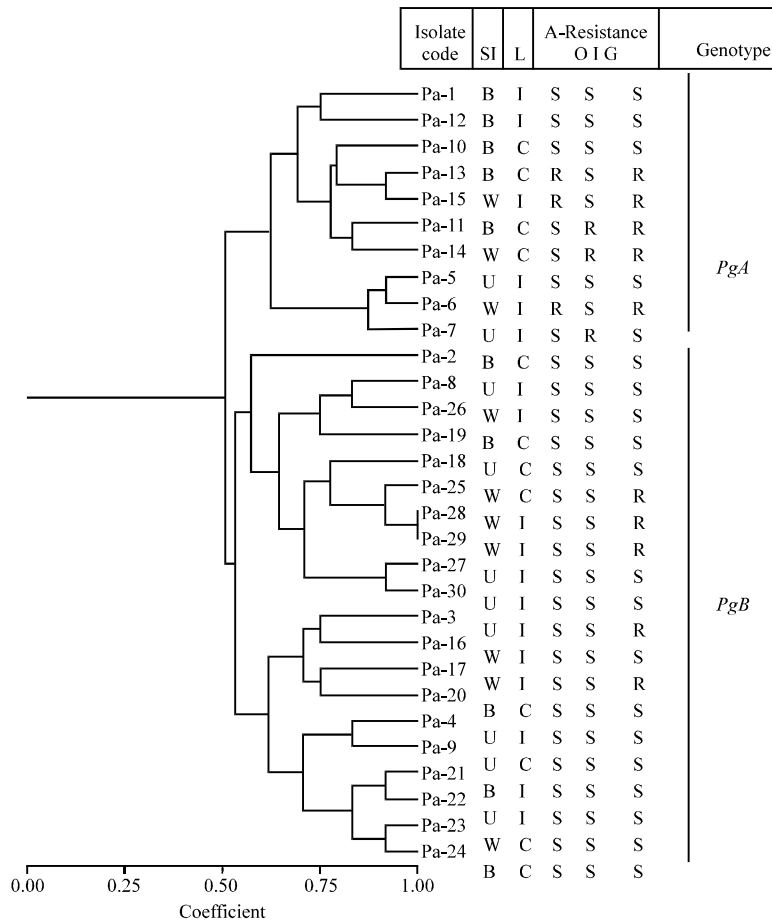 Isolate code SI L A-Resistance O I G Genotype
Pa-1 B I S S S
Pa-12 B I S S S
Pa-10 B C S S S
Pa-13 B C R S R
Pa-15 W I R S R
Pa-11 B C S R R
Pa-14 W C S R R
PgA
Pa-5 U I S S S
Pa-6 W I R S R
Pa-7 U I S R S
Pa-2 B C S S S
Pa-8 U I S S S
Pa-26 W I S S S
Pa-19 B C S S S
Pa-18 U C S S S
Pa-25 W C S S R
Pa-28 W I S S R
Pa-29 W I S S R
Pa-27 U I S S S
Pa-30 U I S S S
PgB
Pa-3 U I S S R
Pa-16 W I S S S
Pa-17 W I S S R
Pa-20 B C S S S
Pa-4 U I S S S
Pa-9 U C S S S
Pa-21 B I S S S
Pa-22 U I S S S
Pa-23 W C S S S
Pa-24 B C S S S
0.00 0.25 0.50 0.75 1.00
Coefficient